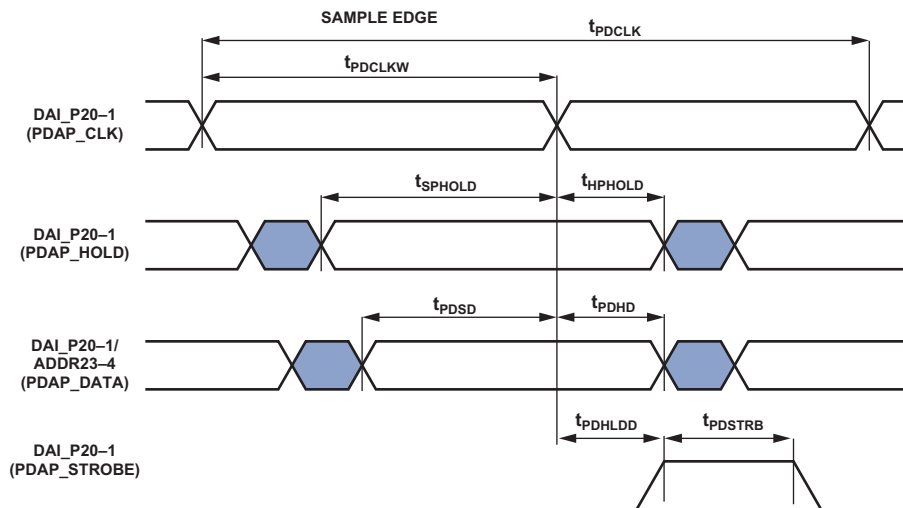 SAMPLE EDGE
tPDCLK
tPDCLKW
DAI_P20–1
(PDAP_CLK)
tSPHOLD
tHPHOLD
DAI_P20–1
(PDAP_HOLD)
tPDSD
tPDHD
DAI_P20–1/
ADDR23–4
(PDAP_DATA)
tPDHLDD
tPDSTRB
DAI_P20–1
(PDAP_STROBE)